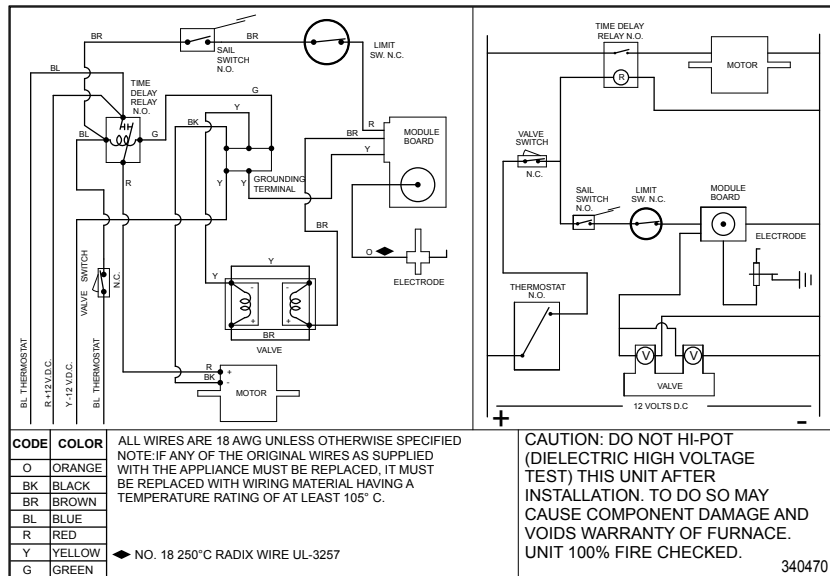 BR
BR
SAIL
SWITCH
N.O.
LIMIT
SW. N.C.
BL
TIME
DELAY
RELAY
N.O.
G
Y
BK
R
BR
Y
MODULE
BOARD
BL
G
GROUNDING
TERMINAL
R
Y
Y
BR
O
ELECTRODE
VALVE SWITCH
N.C.
Y
Y
-
-
+
+
BR
VALVE
R
BK
+
-
MOTOR
BL THERMOSTAT
R +12 V.D.C.
Y -12 V.D.C.
BL THERMOSTAT
TIME DELAY
RELAY N.O.
R
MOTOR
VALVE
SWITCH
N.C.
SAIL
SWITCH
N.O.
LIMIT
SW. N.C.
MODULE
BOARD
ELECTRODE
THERMOSTAT
N.O.
V
V
VALVE
12 VOLTS D.C
+
-
CODE COLOR
O ORANGE
BK BLACK
BR BROWN
BL BLUE
R RED
Y YELLOW
G GREEN
ALL WIRES ARE 18 AWG UNLESS OTHERWISE SPECIFIED
NOTE:IF ANY OF THE ORIGINAL WIRES AS SUPPLIED
WITH THE APPLIANCE MUST BE REPLACED, IT MUST
BE REPLACED WITH WIRING MATERIAL HAVING A
TEMPERATURE RATING OF AT LEAST 105° C.
NO. 18 250°C RADIX WIRE UL-3257
CAUTION: DO NOT HI-POT
(DIELECTRIC HIGH VOLTAGE
TEST) THIS UNIT AFTER
INSTALLATION. TO DO SO MAY
CAUSE COMPONENT DAMAGE AND
VOIDS WARRANTY OF FURNACE.
UNIT 100% FIRE CHECKED.
340470